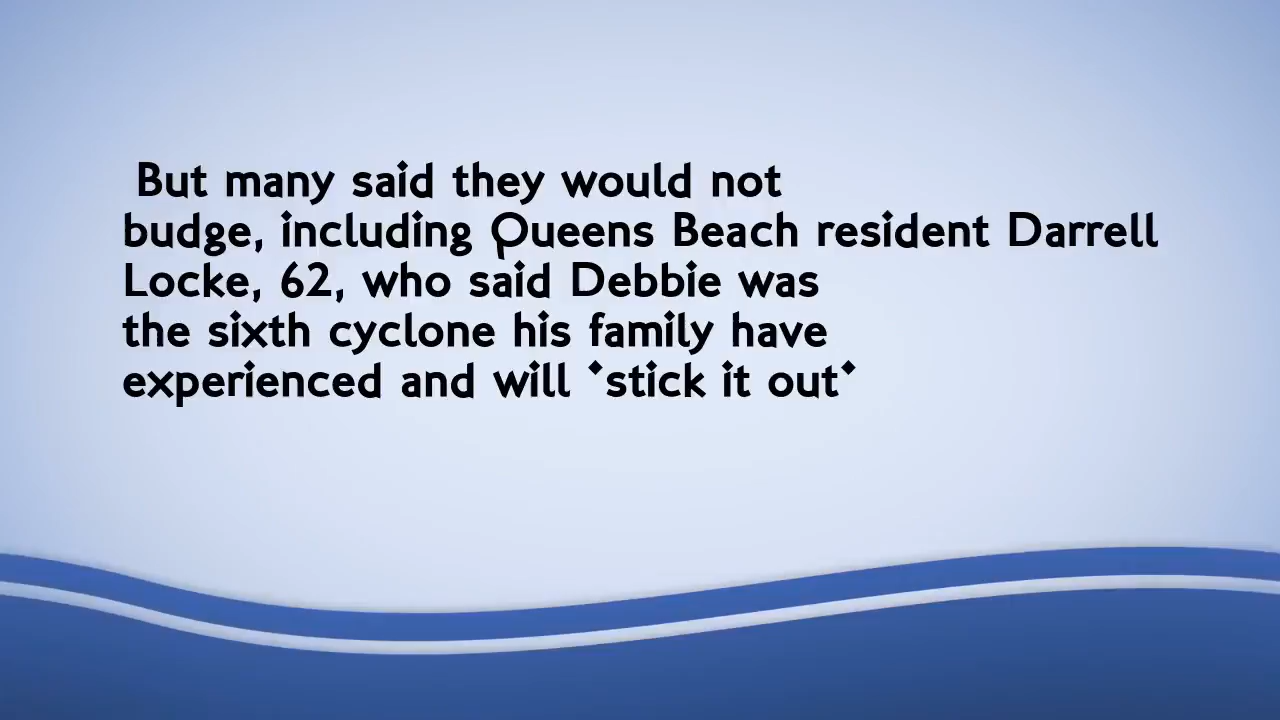 But many said they would not
budge, including Queens Beach resident Darrell
Locke, 62, who said Debbie was
the sixth cyclone his family have
experienced and will 'stick it out'